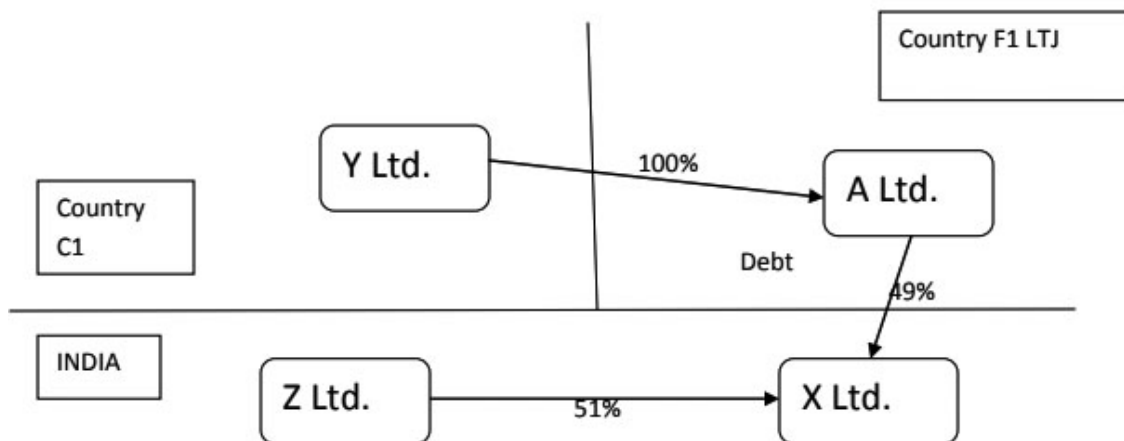 Country F1 LTJ
Y Ltd.
100%
A Ltd.
Country
C1
Debt
49%
INDIA
Z Ltd.
51%
X Ltd.